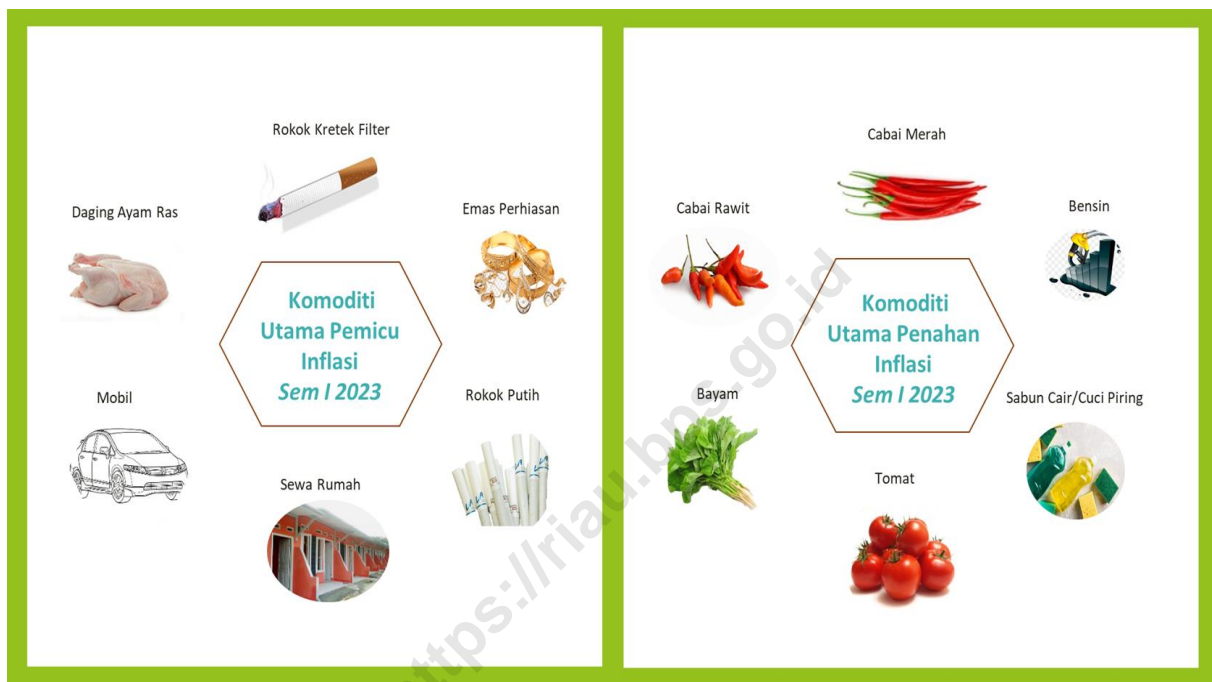 Rokok Kretek Filter
Daging Ayam Ras
Emas Perhiasan
Komoditi
Utama Pemicu
Inflasi
Sem I 2023
Mobil
Rokok Putih
Sewa Rumah
Cabai Merah
Cabai Rawit
Bensin
Komoditi
Utama Penahan
Inflasi
Sem I 2023
Bayam
Sabun Cair/Cuci Piring
Tomat
https://riau.bps.go.id